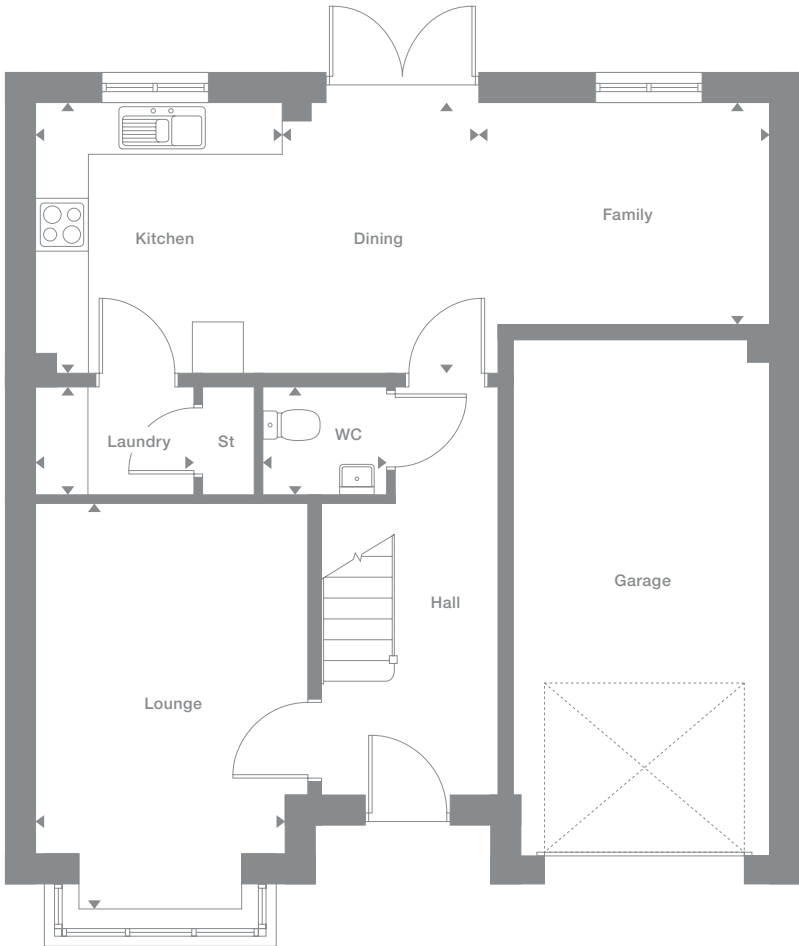 Family
Kitchen
Dining
Laundry
St
WC
Garage
Hall
Lounge